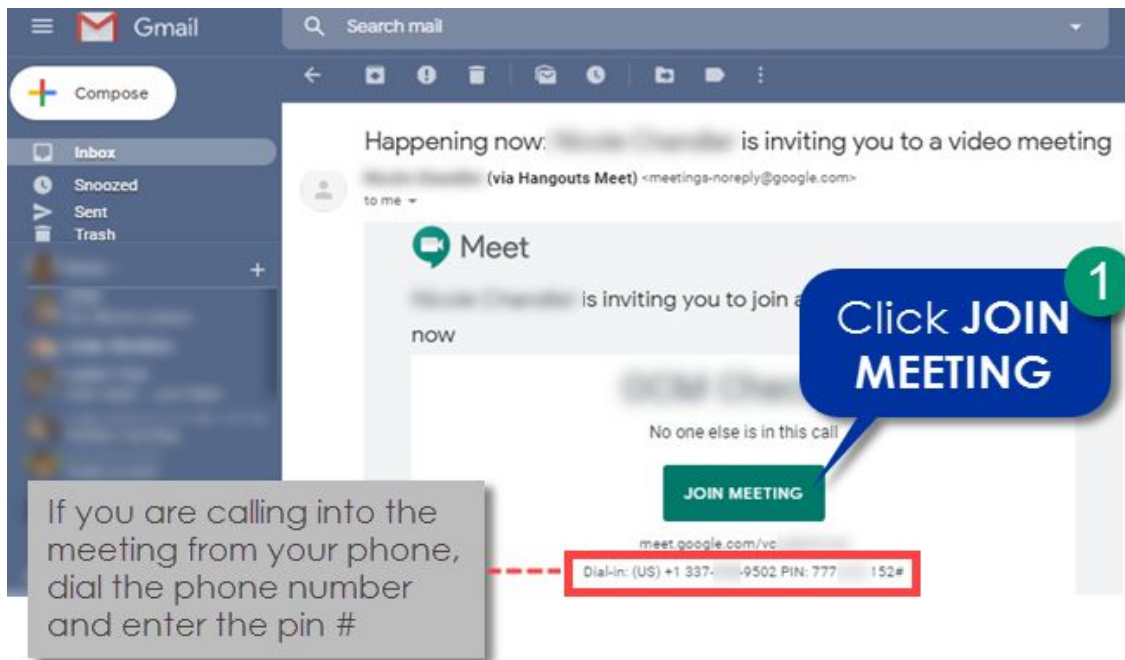 Gmail
Search mail
Compose
Inbox
Snoozed
Sent
Trash
Happening now: is inviting you to a video meeting
(via Hangouts Meet) <meetings-noreply@google.com>
to me
Meet
is inviting you to join a
now
1
Click JOIN
MEETING
No one else is in this call
JOIN MEETING
meet.google.com/vc
Dial-in: (US) +1 337- -9502 PIN: 777 152#
If you are calling into the
meeting from your phone,
dial the phone number
and enter the pin #